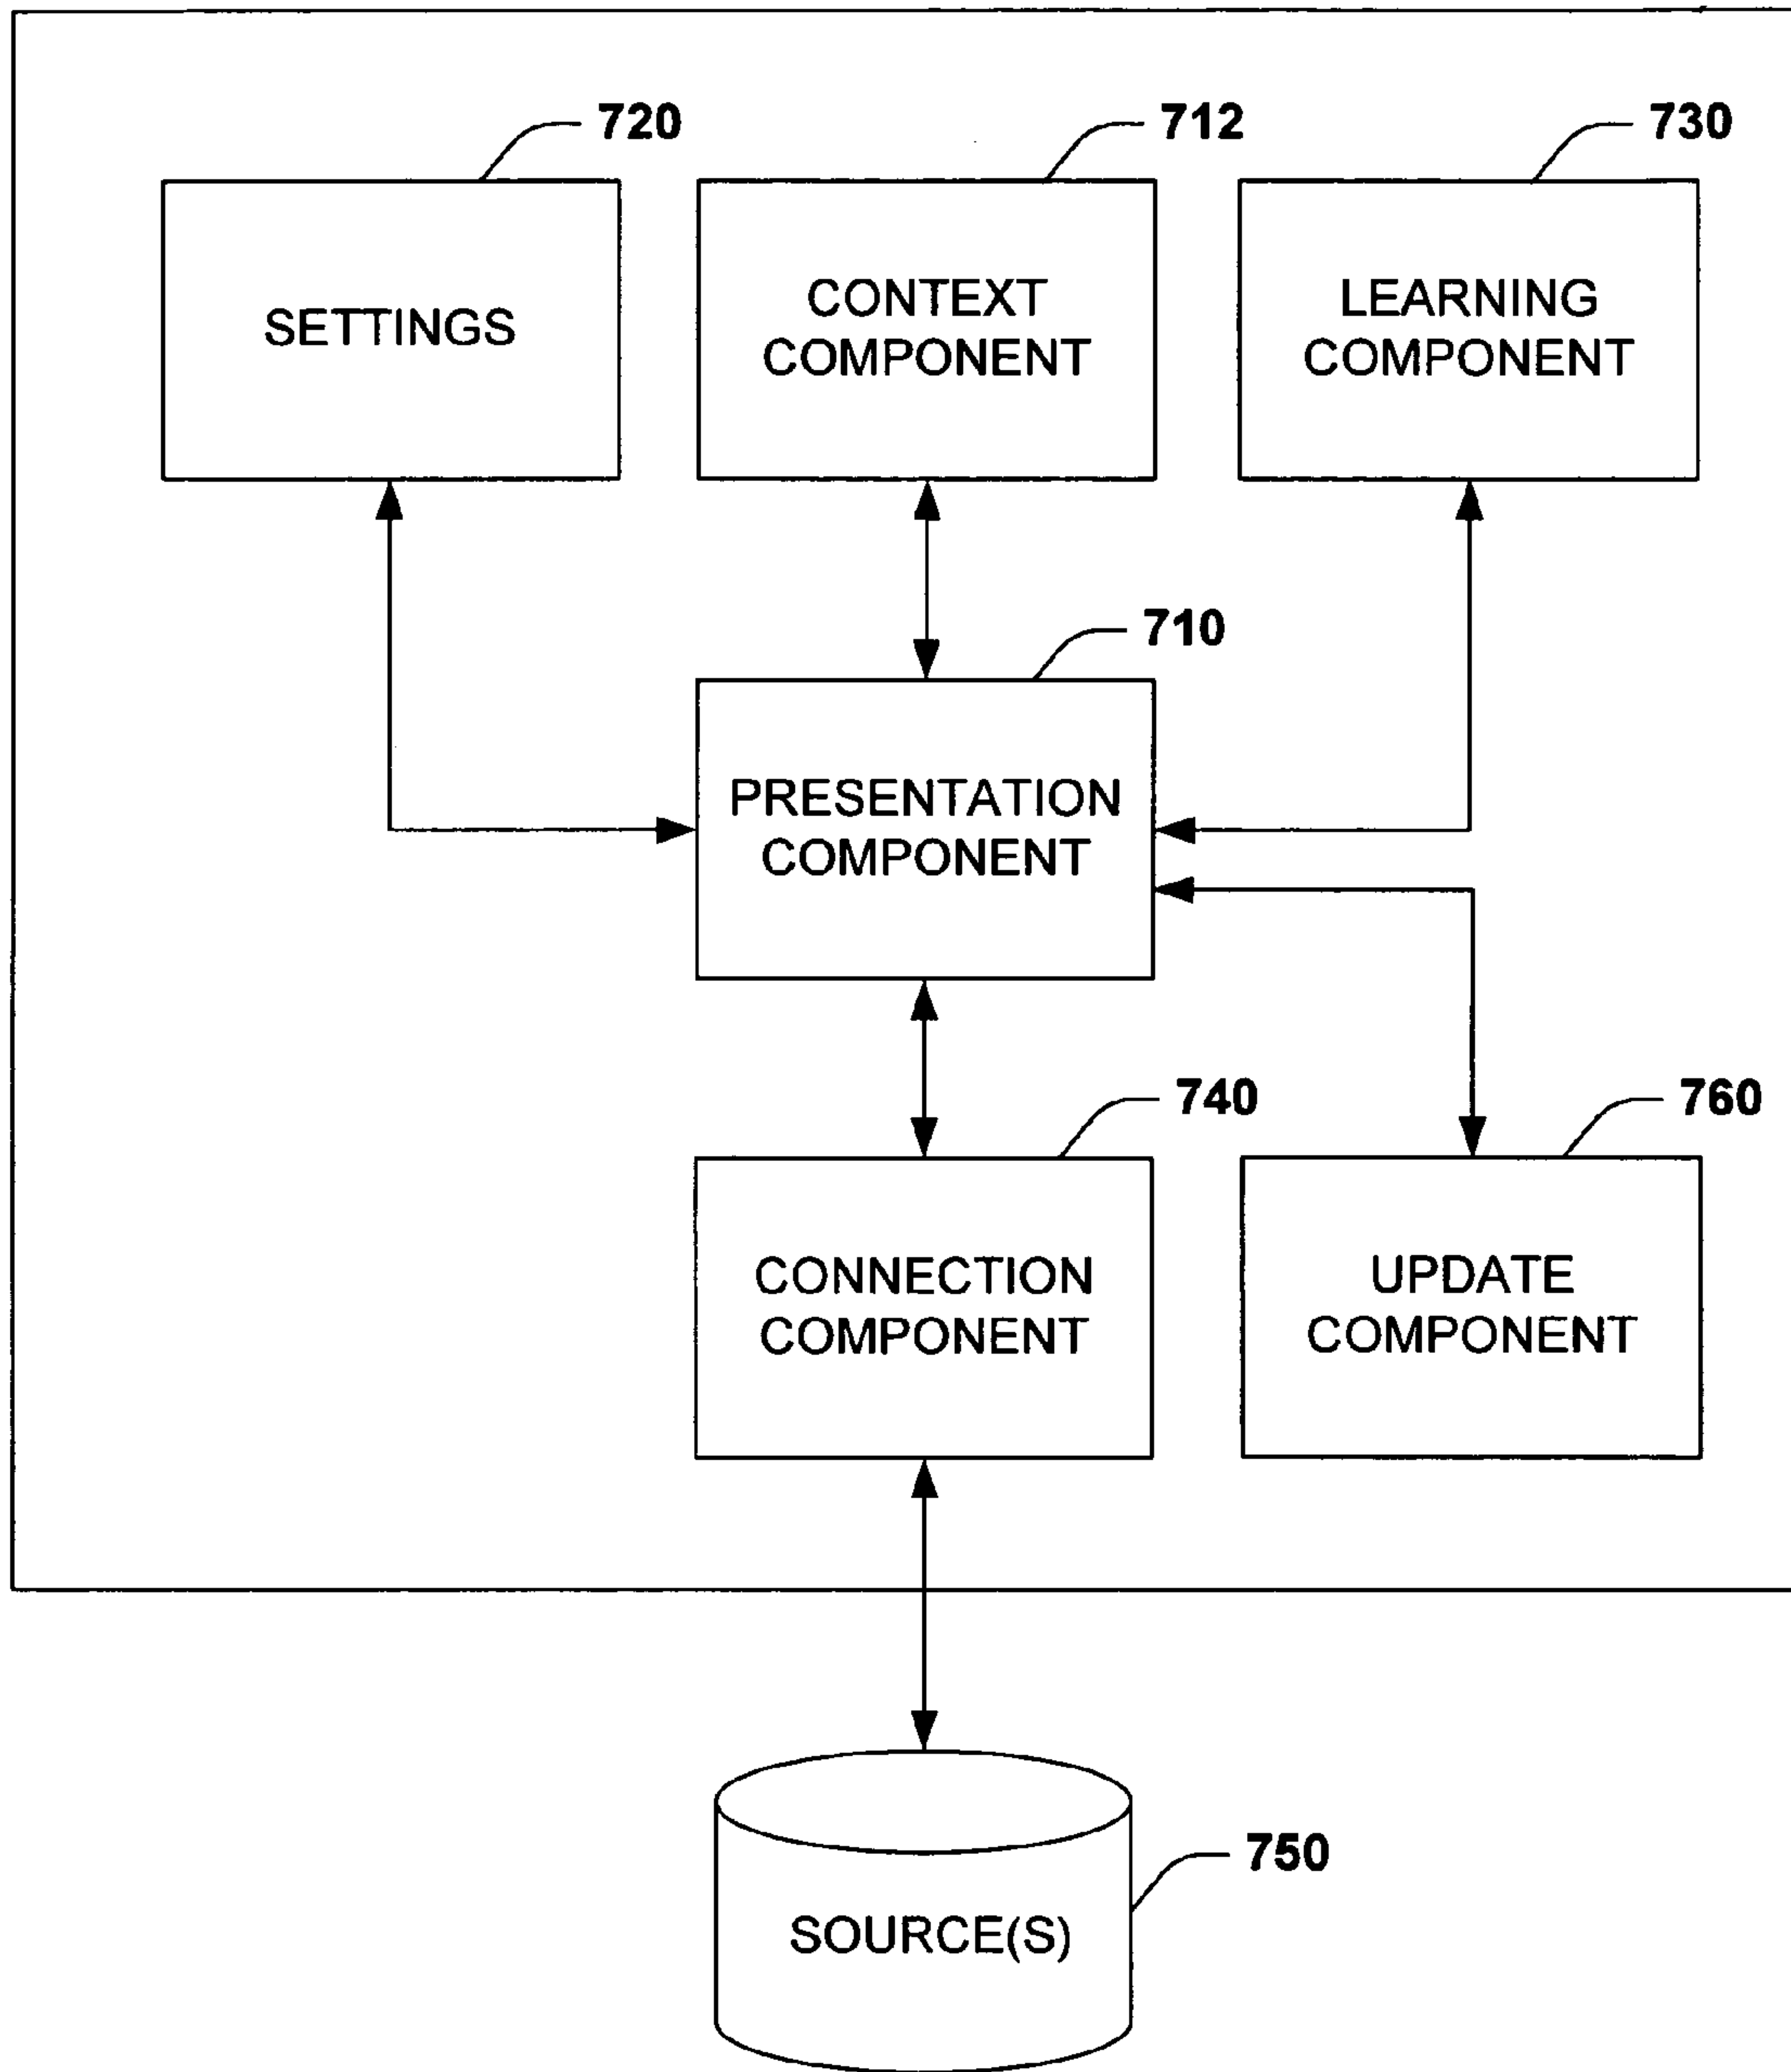 720
712
730
SETTINGS
CONTEXT
COMPONENT
LEARNING
COMPONENT
710
PRESENTATION
COMPONENT
740
760
CONNECTION
COMPONENT
UPDATE
COMPONENT
750
SOURCE(S)